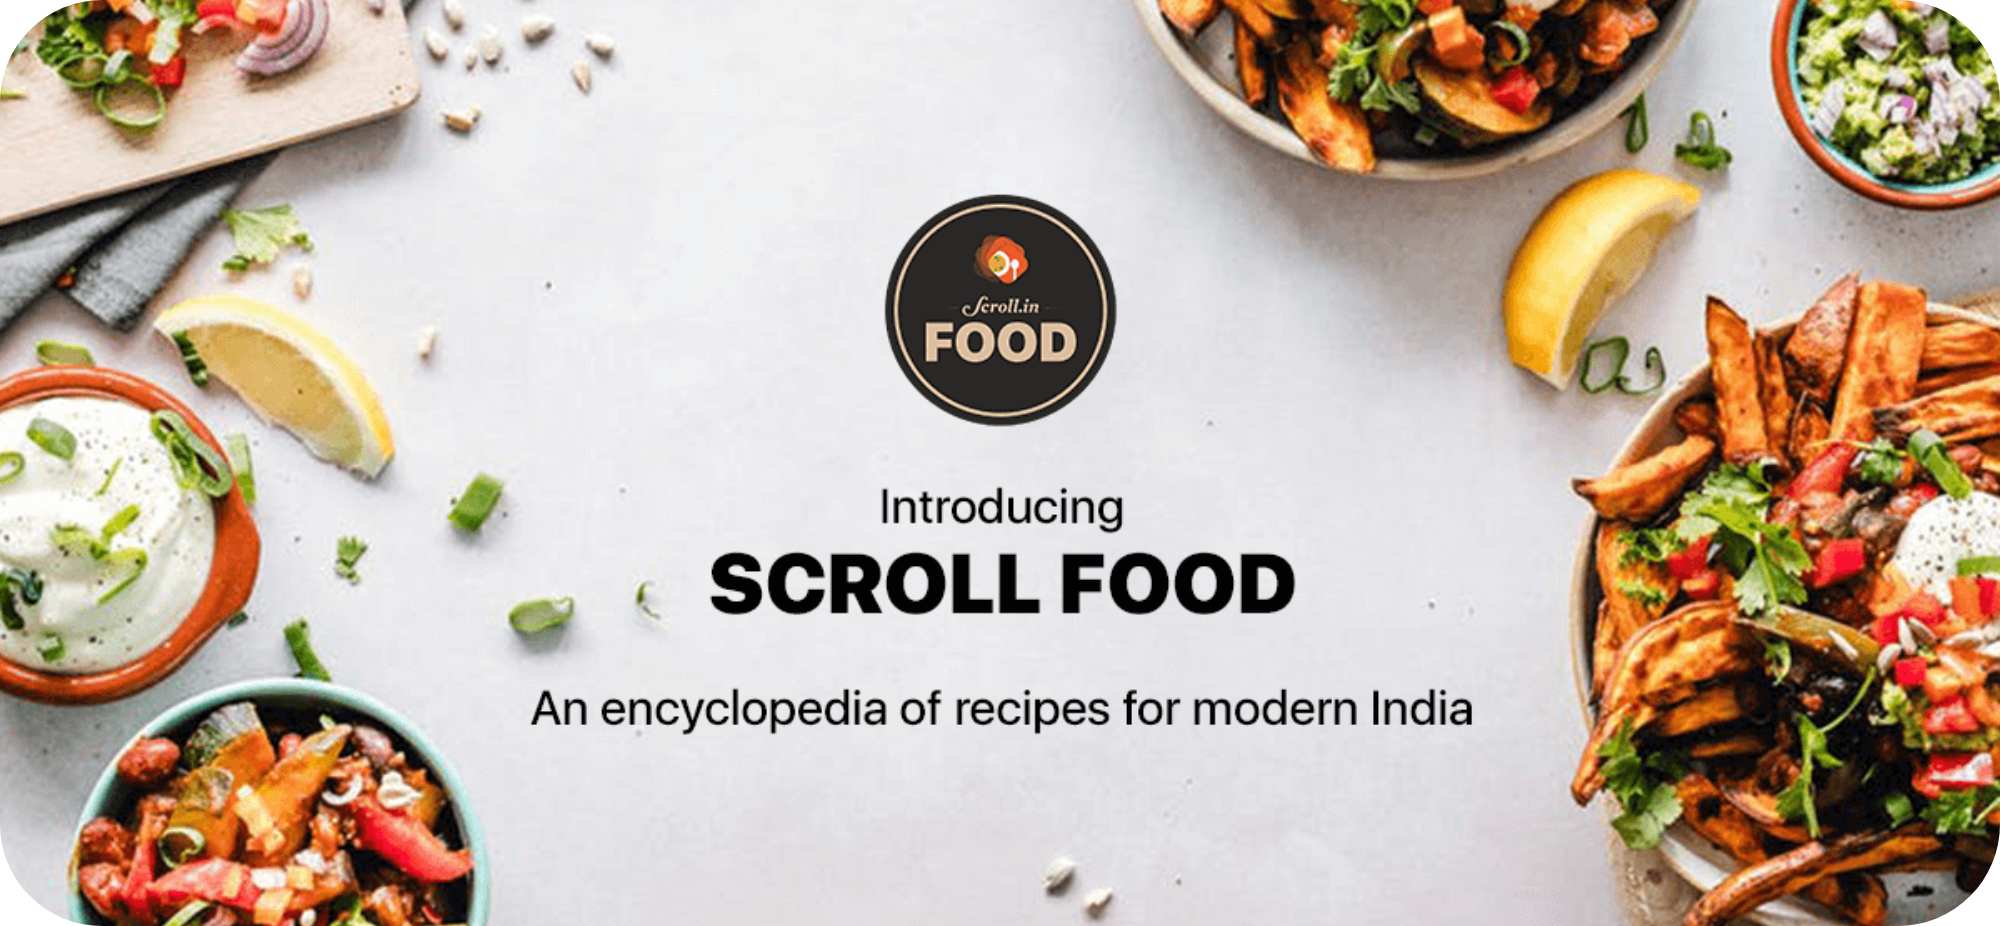 Scroll.in
FOOD
Introducing
SCROLL FOOD
An encyclopedia of recipes for modern India